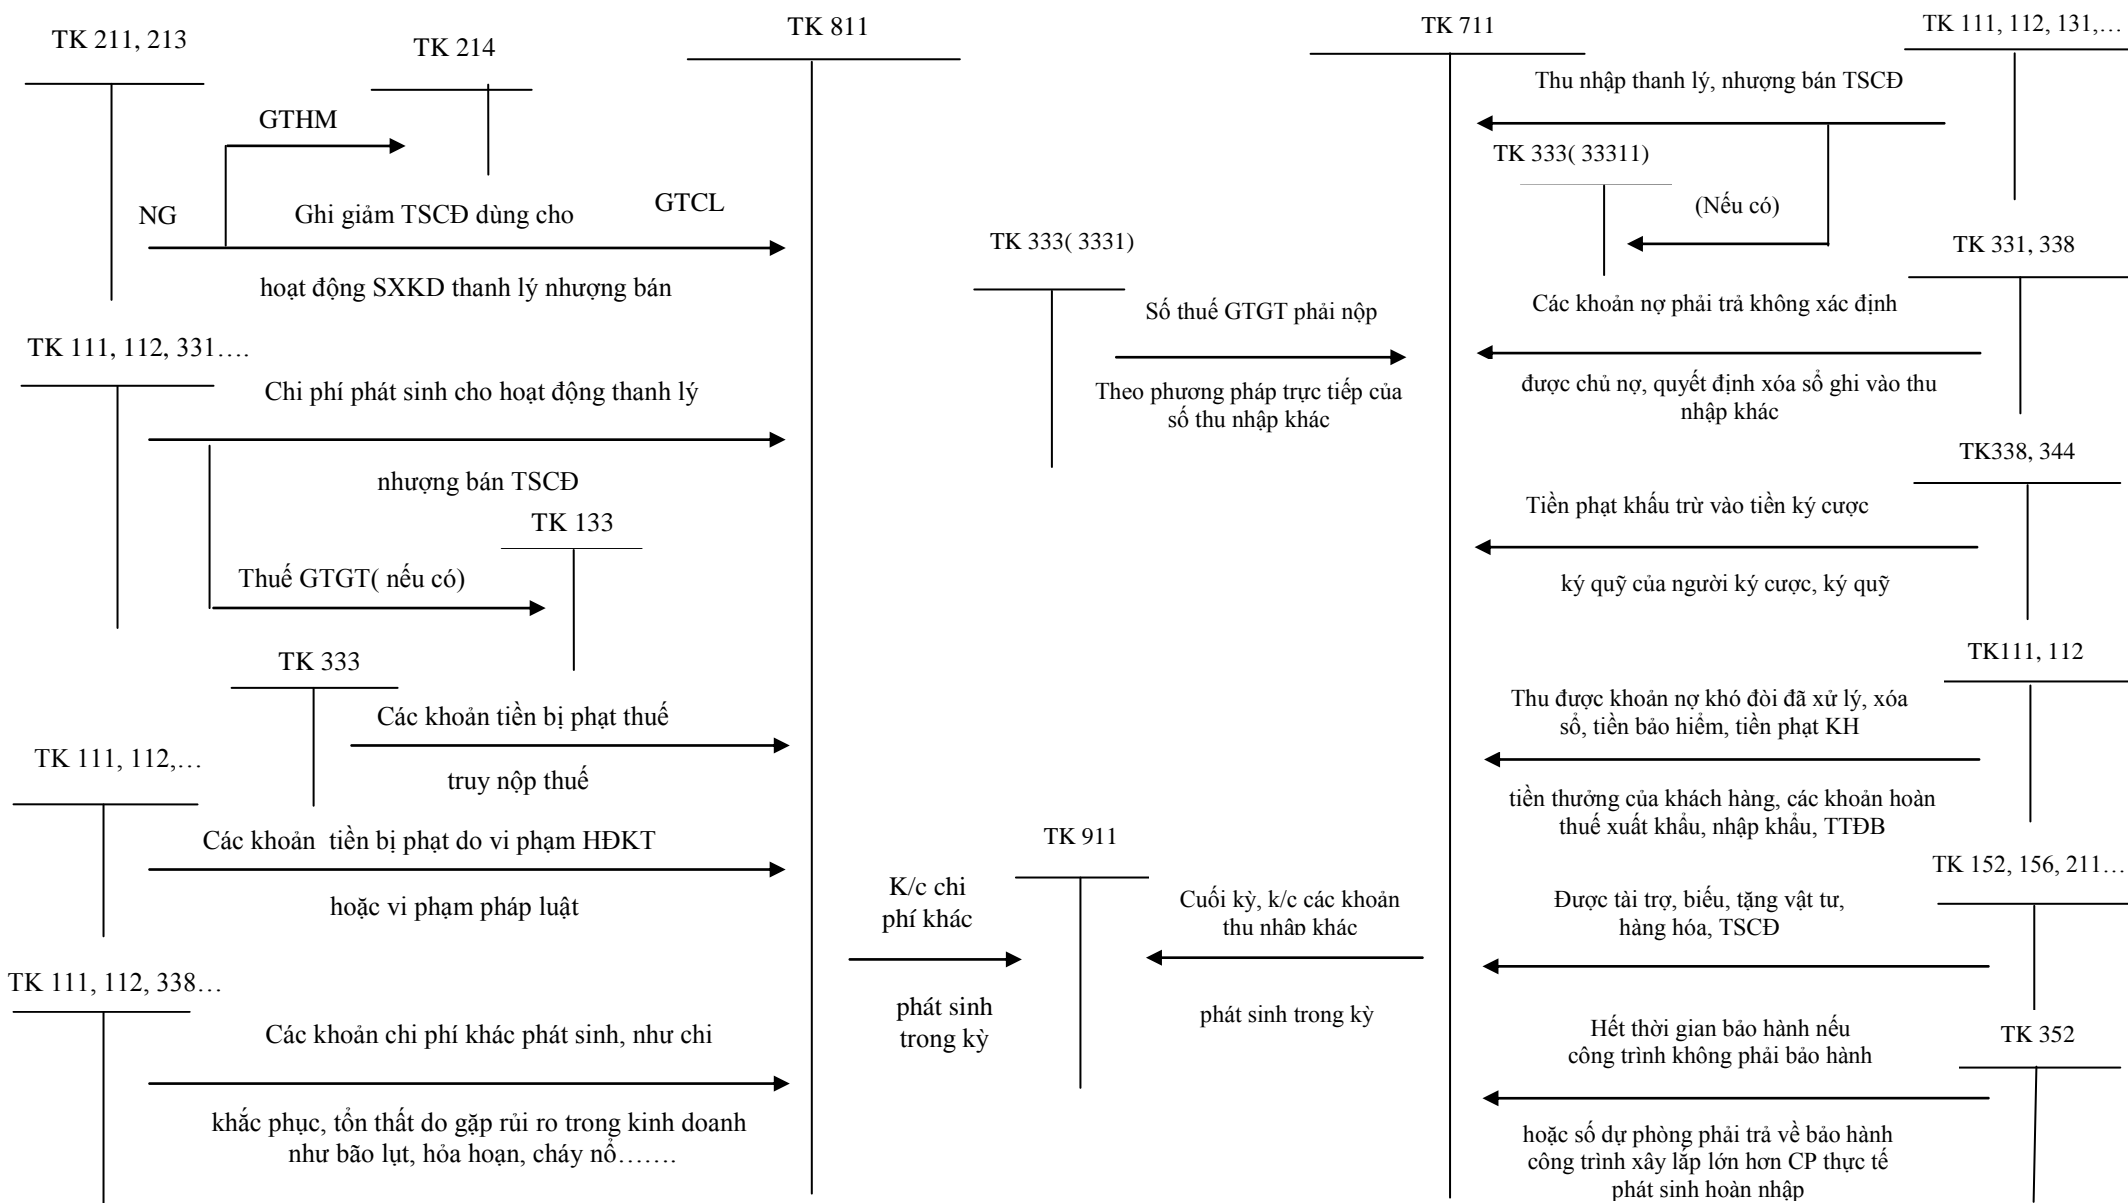 TK 211, 213
TK 214
TK 811
GTHM
NG
Ghi giảm TSCĐ dùng cho
GTCL
hoạt động SXKD thanh lý nhượng bán
TK 111, 112, 331….
Chi phí phát sinh cho hoạt động thanh lý
nhượng bán TSCĐ
TK 133
Thuế GTGT( nếu có)
TK 333
Các khoản tiền bị phạt thuế
truy nộp thuế
TK 111, 112,…
Các khoản tiền bị phạt do vi phạm HĐKT
hoặc vi phạm pháp luật
TK 111, 112, 338…
Các khoản chi phí khác phát sinh, như chi
khắc phục, tổn thất do gặp rủi ro trong kinh doanh
như bão lụt, hỏa hoạn, cháy nổ…….
TK 333( 3331)
Số thuế GTGT phải nộp
Theo phương pháp trực tiếp của
số thu nhập khác
TK 911
K/c chi
phí khác
phát sinh
trong kỳ
Cuối kỳ, k/c các khoản
thu nhập khác
phát sinh trong kỳ
TK 711
TK 111, 112, 131,…
Thu nhập thanh lý, nhượng bán TSCĐ
TK 333( 33311)
(Nếu có)
TK 331, 338
Các khoản nợ phải trả không xác định
được chủ nợ, quyết định xóa sổ ghi vào thu
nhập khác
TK338, 344
Tiền phạt khấu trừ vào tiền ký cược
ký quỹ của người ký cược, ký quỹ
TK111, 112
Thu được khoản nợ khó đòi đã xử lý, xóa
sổ, tiền bảo hiểm, tiền phạt KH
tiền thưởng của khách hàng, các khoản hoàn
thuế xuất khẩu, nhập khẩu, TTĐB
TK 152, 156, 211…
Được tài trợ, biếu, tặng vật tư,
hàng hóa, TSCĐ
TK 352
Hết thời gian bảo hành nếu
công trình không phải bảo hành
hoặc số dự phòng phải trả về bảo hành
công trình xây lắp lớn hơn CP thực tế
phát sinh hoàn nhập